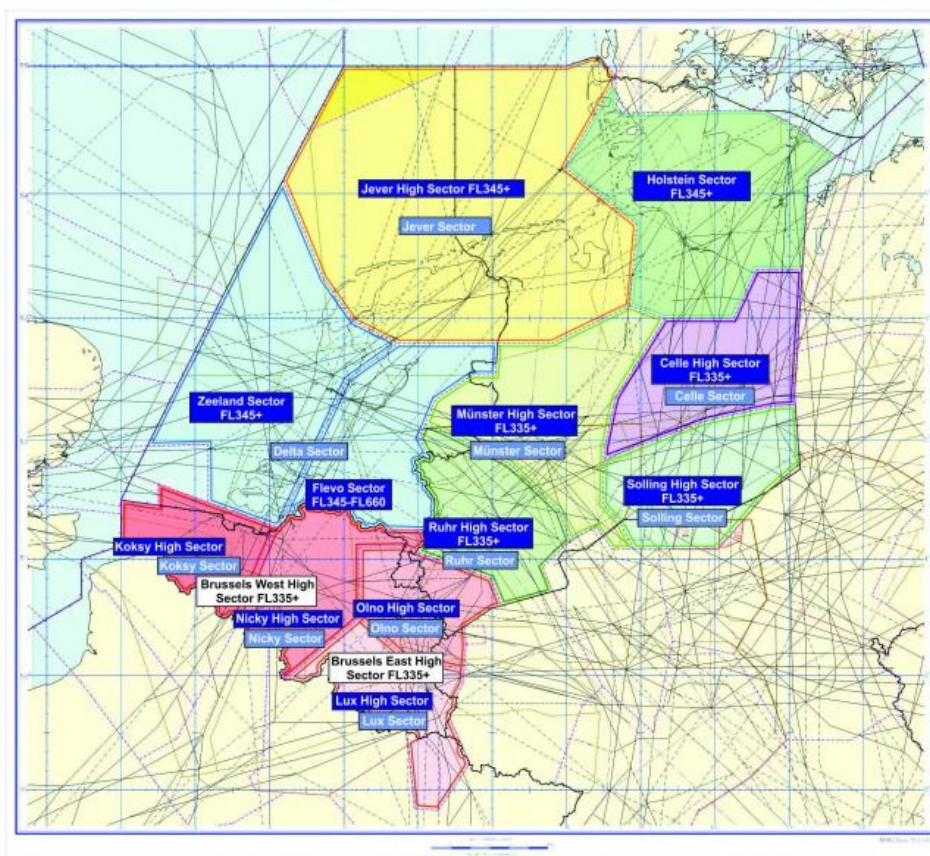 Jever High Sector FL345+
Jever Sector
Holstein Sector
FL345+
Celle High Sector
FL335+
Celle Sector
Zeeland Sector
FL345+
Münster High Sector
FL335+
Münster Sector
Delta Sector
Flevo Sector
FL345-FL660
Solling High Sector
FL335+
Solling Sector
Ruhr High Sector
FL335+
Ruhr Sector
Koksy High Sector
Koksy Sector
Brussels West High
Sector FL335+
Nicky High Sector
Nicky Sector
Olno High Sector
Olno Sector
Brussels East High
Sector FL335+
Lux High Sector
Lux Sector